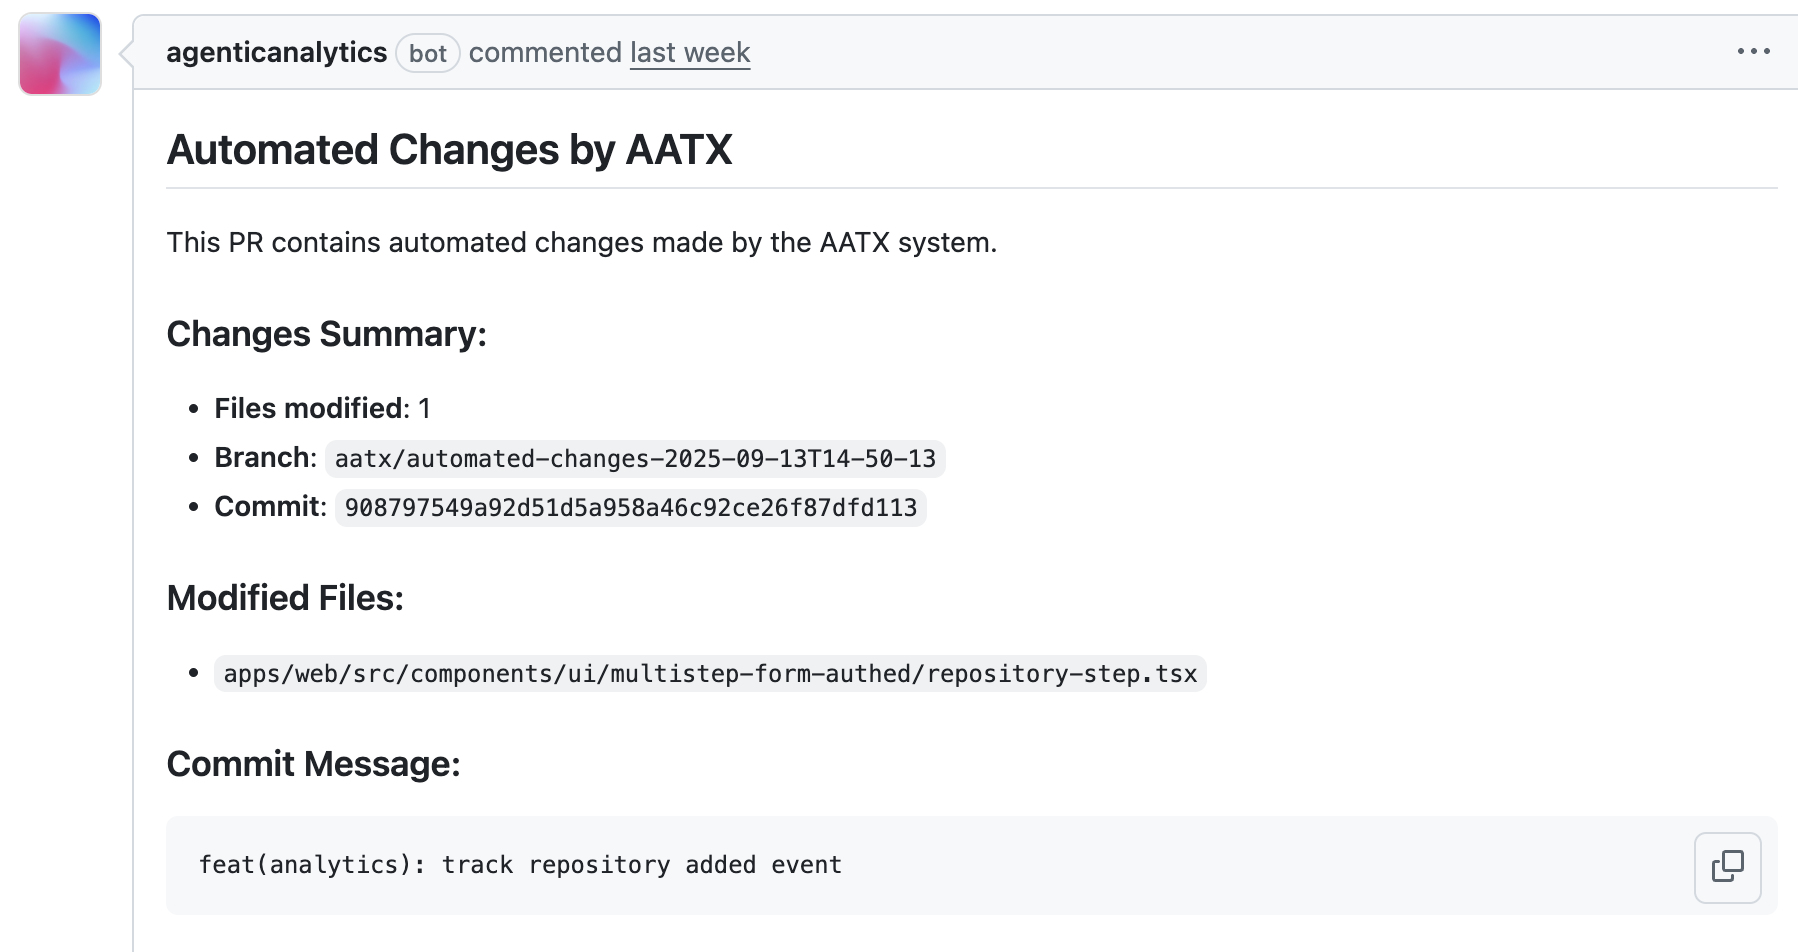 agenticanalytics bot commented last week
Automated Changes by AATX
This PR contains automated changes made by the AATX system.
Changes Summary:
Files modified: 1
Branch: aatx/automated-changes-2025-09-13T14-50-13
Commit: 908797549a92d51d5a958a46c92ce26f87dfd113
Modified Files:
apps/web/src/components/ui/multistep-form-authed/repository-step.tsx
Commit Message:
feat(analytics): track repository added event